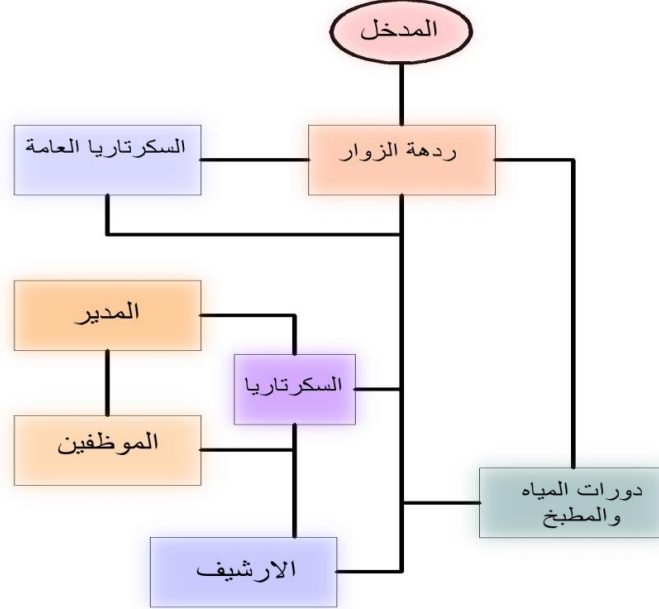 المدخل
ردهة الزوار
السكرتاريا العامة
المدير
السكرتاريا
الموظفين
دورات المياه
والمطبخ
الارشيف